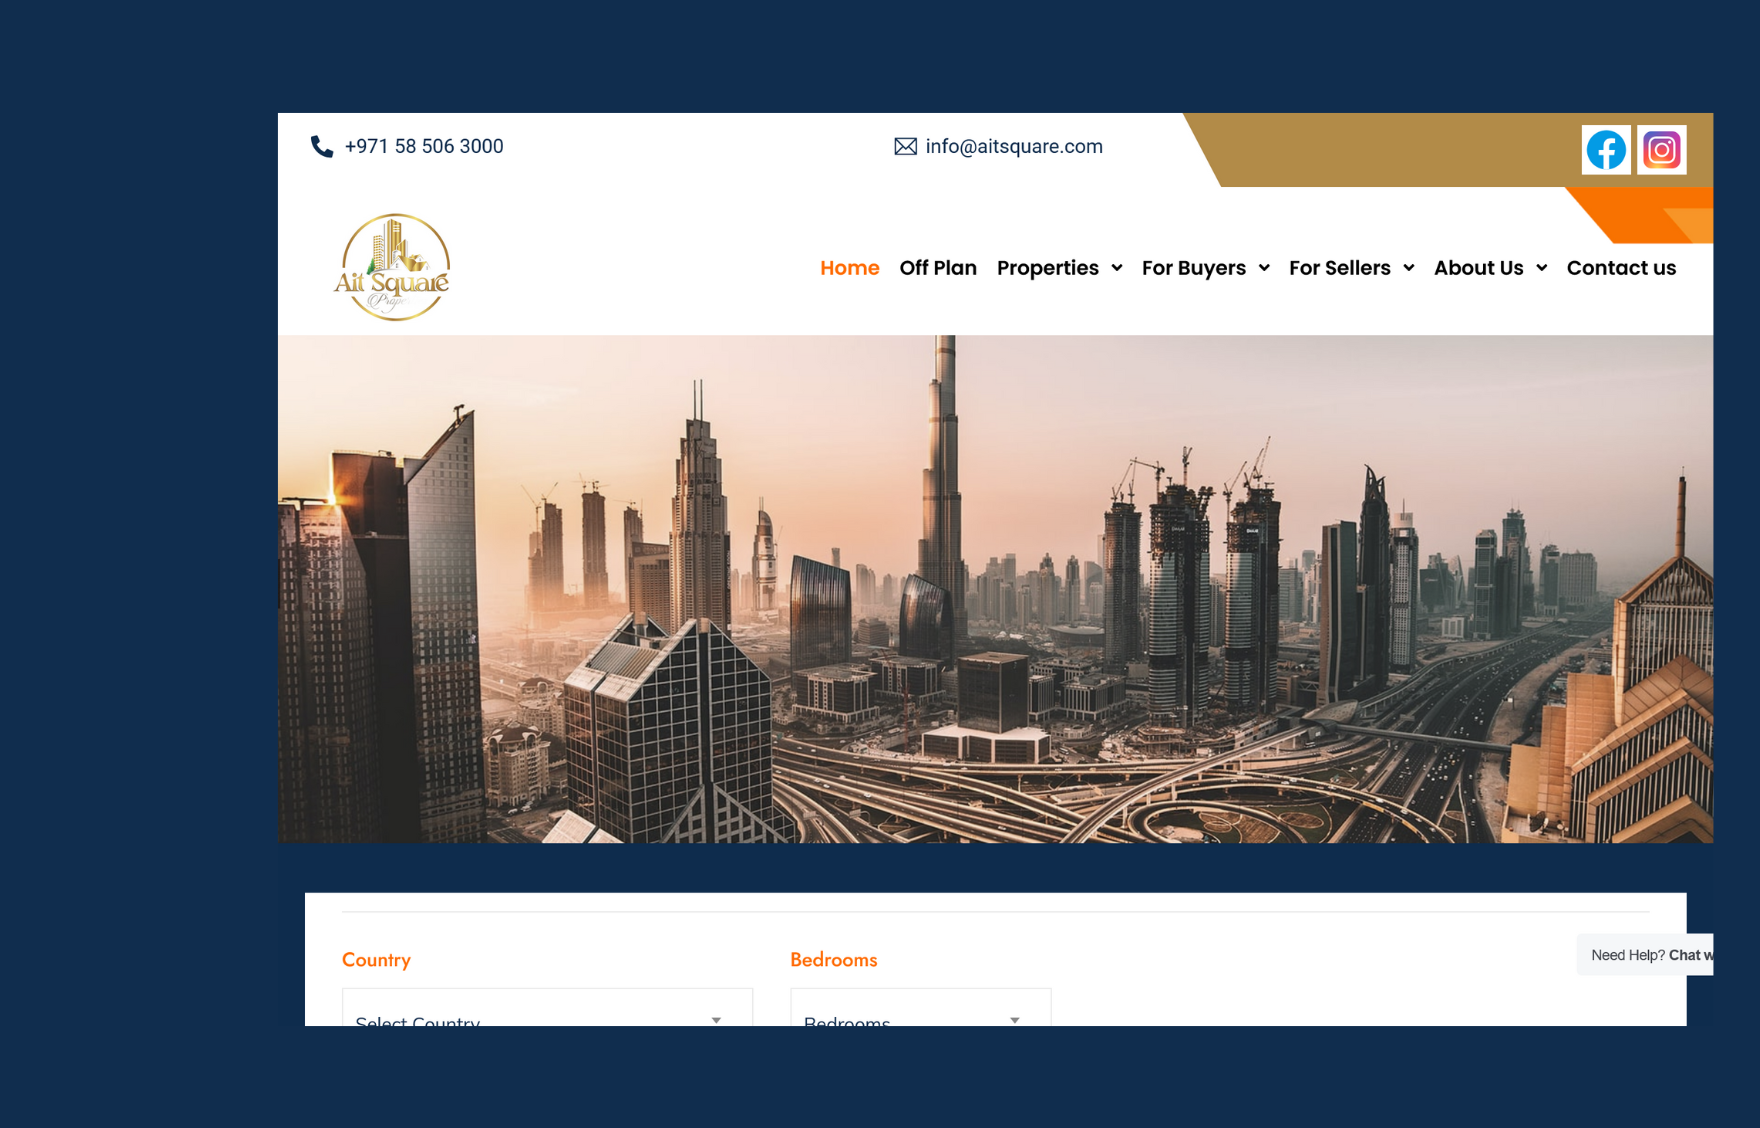 +971 58 506 3000
info@aitsquare.com
Ait Square
Home Off Plan Properties For Buyers For Sellers About Us Contact us
Country
Bedrooms
Need Help? Chat w
Select Country
Bedrooms